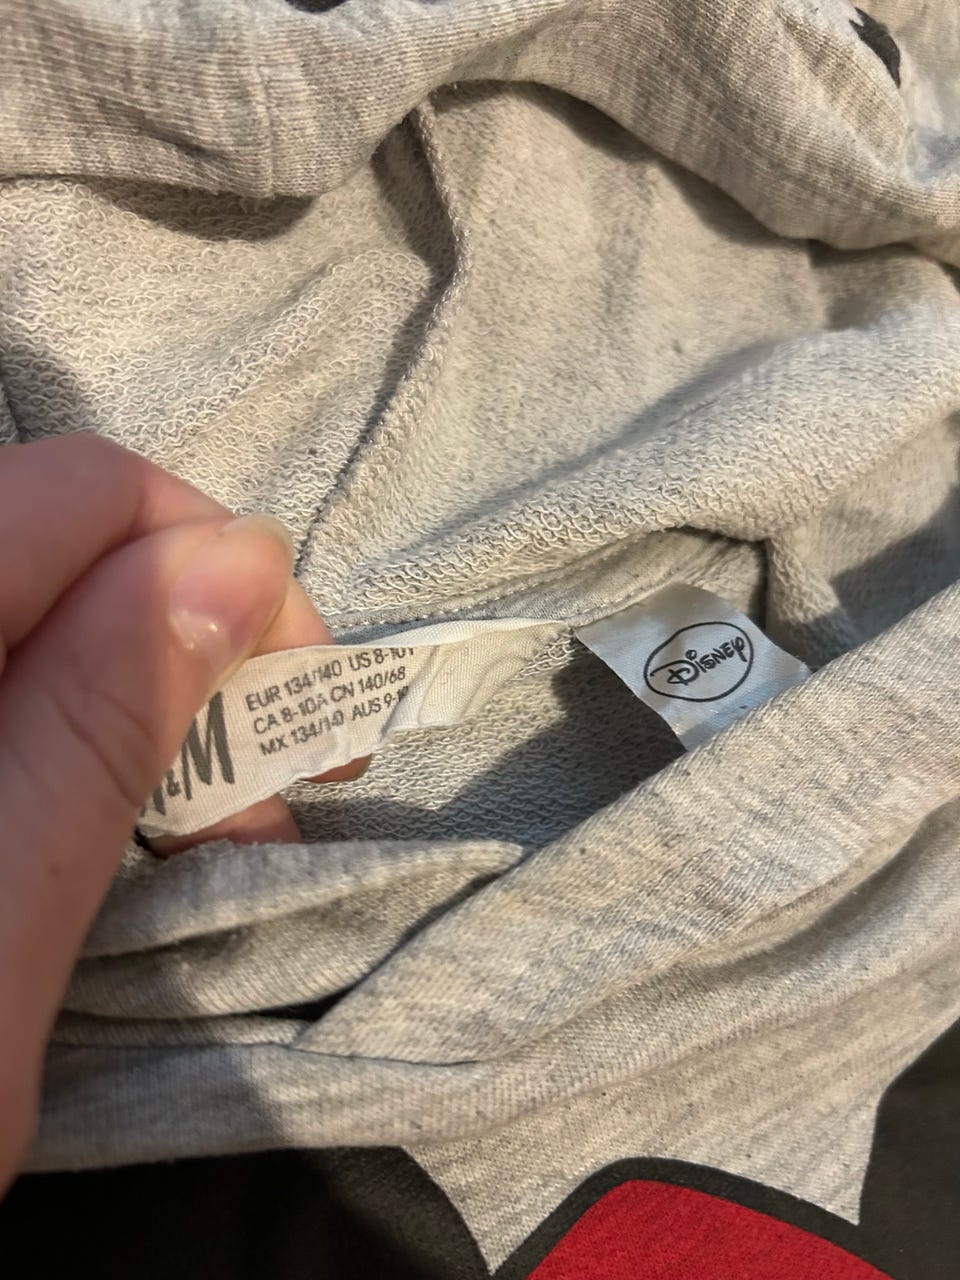 H&M
EUR 134/140 US 8-10Y
CA 8-10A CN 140/68
MX 134/140 AUS 9-10
Disney